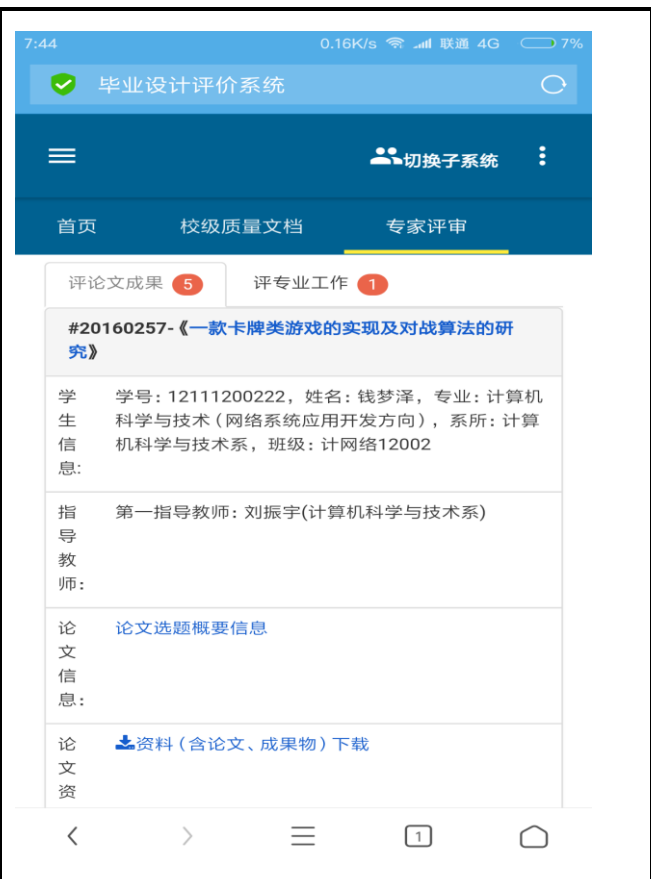 7:44 0.16K/s 联通 4G 7%
毕业设计评价系统
切换子系统
首页 校级质量文档 专家评审
评论文成果 5 评专业工作 1
#20160257-《一款卡牌类游戏的实现及对战算法的研
究》
学 学号: 12111200222, 姓名: 钱梦泽, 专业: 计算机
生 科学与技术 (网络系统应用开发方向) , 系所: 计算
信 机科学与技术系, 班级: 计网络12002
息:
指 第一指导教师: 刘振宇(计算机科学与技术系)
导
教
师:
论 论文选题概要信息
文
信
息:
论 资料 (含论文、成果物) 下载
文
资
1